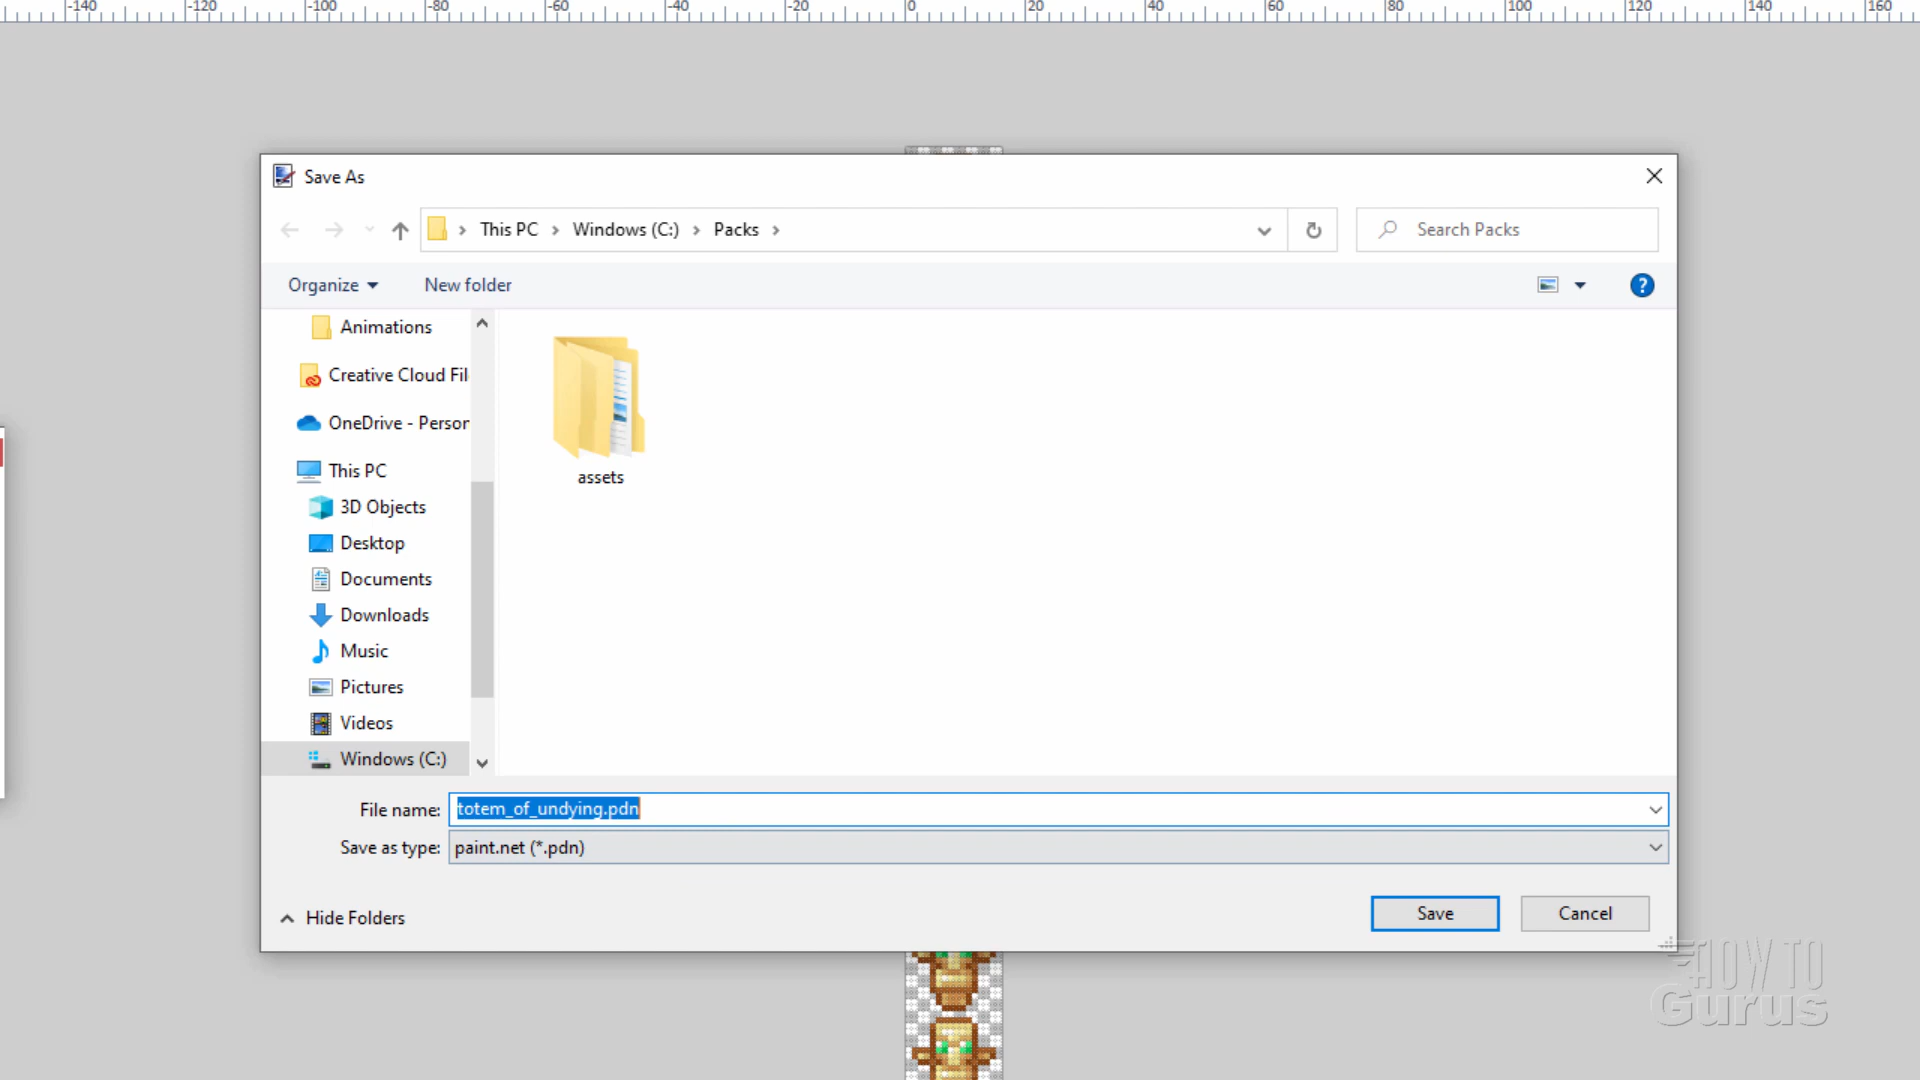 -140 -120 -100 -80 -60 -40 -20 0 20 40 60 80 100 120 140 160
Save As
This PC > Windows (C:) > Packs >
Search Packs
Organize
New folder
?
Animations
Creative Cloud Fil
OneDrive - Person
This PC
3D Objects
Desktop
Documents
Downloads
Music
Pictures
Videos
Windows (C:)
assets
File name: totem_of_undying.pdn
Save as type: paint.net (*.pdn)
Hide Folders
Save
Cancel
HOW TO
Gurus